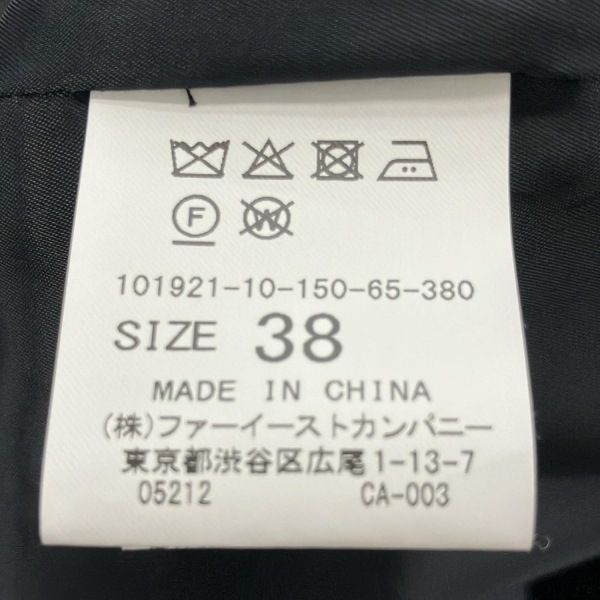 F W
101921-10-150-65-380
SIZE 38
MADE IN CHINA
(株)ファーイーストカンパニー
東京都渋谷区広尾1-13-7
05212 CA-003